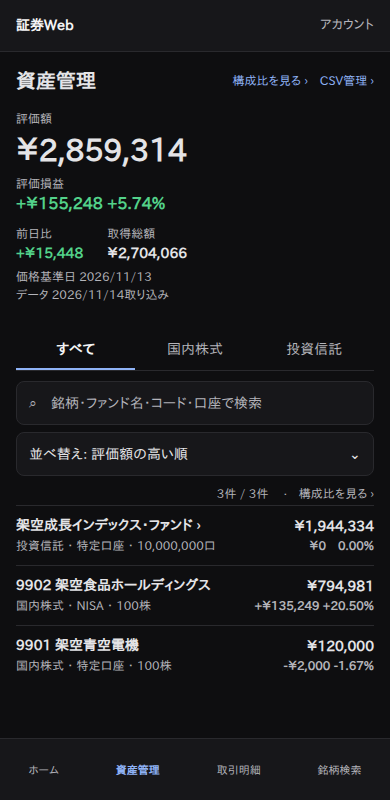 証券Web アカウント
資産管理 構成比を見る › CSV管理 ›
評価額
¥2,859,314
評価損益
+¥155,248 +5.74%
前日比 取得総額
+¥15,448 ¥2,704,066
価格基準日 2026/11/13
データ 2026/11/14取り込み
すべて 国内株式 投資信託
銘柄・ファンド名・コード・口座で検索
並べ替え: 評価額の高い順
3件 / 3件 · 構成比を見る ›
架空成長インデックス・ファンド › ¥1,944,334
投資信託・特定口座・10,000,000口 ¥0 0.00%
9902 架空食品ホールディングス ¥794,981
国内株式・NISA・100株 +¥135,249 +20.50%
9901 架空青空電機 ¥120,000
国内株式・特定口座・100株 -¥2,000 -1.67%
ホーム 資産管理 取引明細 銘柄検索